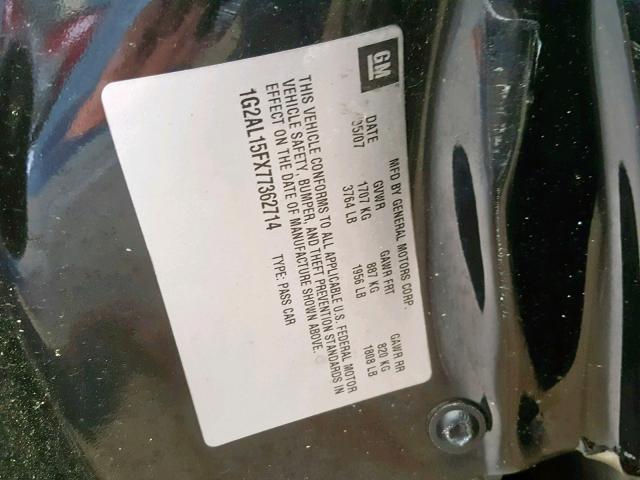 GM
MFD BY GENERAL MOTORS CORP.
DATE GVWR GAWR FRT GAWR RR
05/07 1707 KG 887 KG 820 KG
3764 LB 1956 LB 1808 LB
THIS VEHICLE CONFORMS TO ALL APPLICABLE U.S. FEDERAL MOTOR
VEHICLE SAFETY, BUMPER, AND THEFT PREVENTION STANDARDS IN
EFFECT ON THE DATE OF MANUFACTURE SHOWN ABOVE.
1G2AL15FX77362714 TYPE: PASS CAR